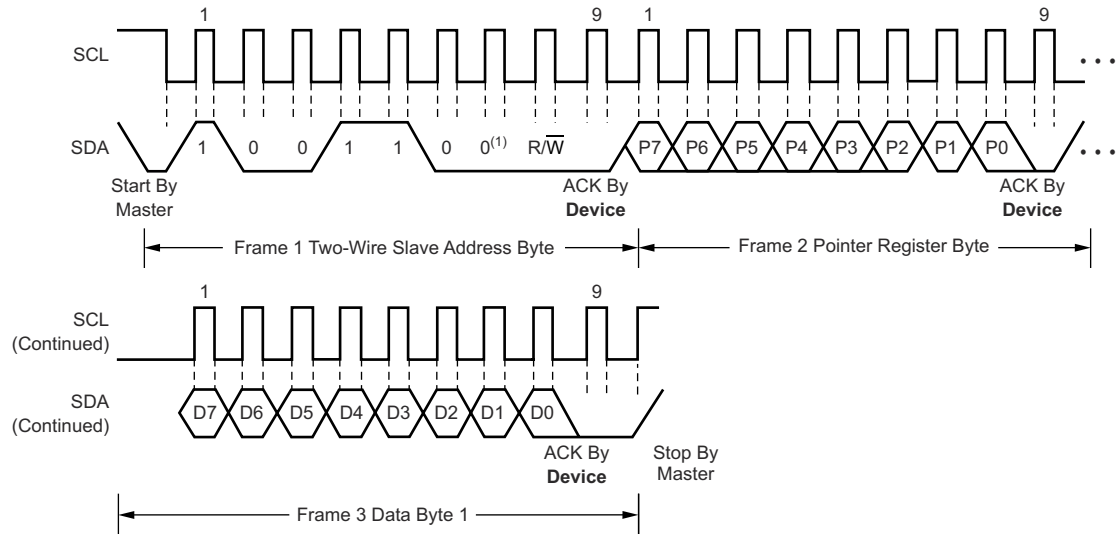 1 9 1 9
SCL
SDA 1 0 0 1 1 0 0(1) R/W̅ P7 P6 P5 P4 P3 P2 P1 P0
Start By Master
ACK By Device
ACK By Device
Frame 1 Two-Wire Slave Address Byte
Frame 2 Pointer Register Byte
1 9
SCL
(Continued)
SDA
(Continued)
D7 D6 D5 D4 D3 D2 D1 D0
ACK By
Device
Stop By
Master
Frame 3 Data Byte 1